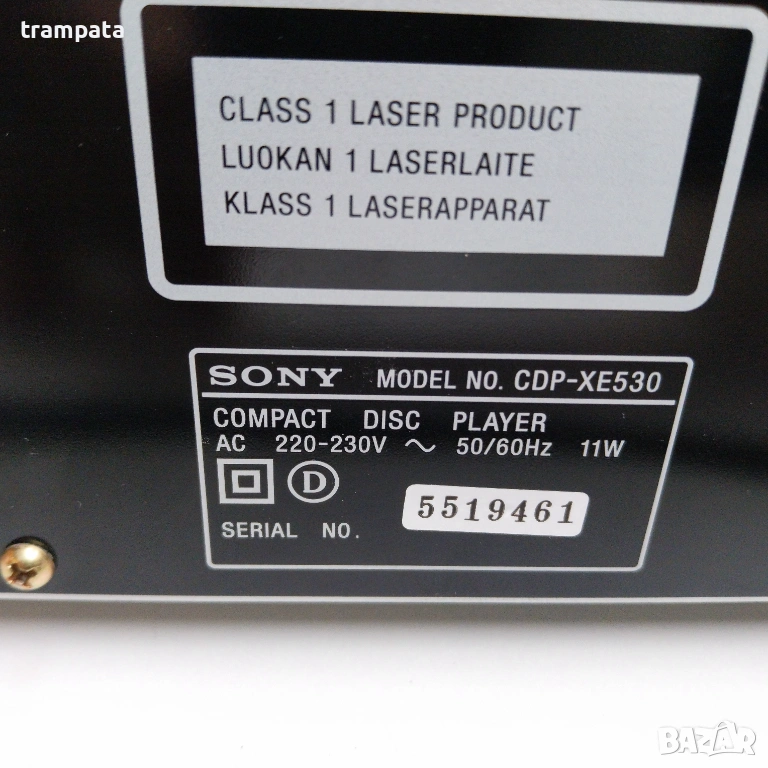 trampata
CLASS 1 LASER PRODUCT
LUOKAN 1 LASERLAITE
KLASS 1 LASERAPPARAT
SONY MODEL NO. CDP-XE530
COMPACT DISC PLAYER
AC 220-230V ~ 50/60Hz 11W
D
SERIAL NO. 5519461
BAZAR